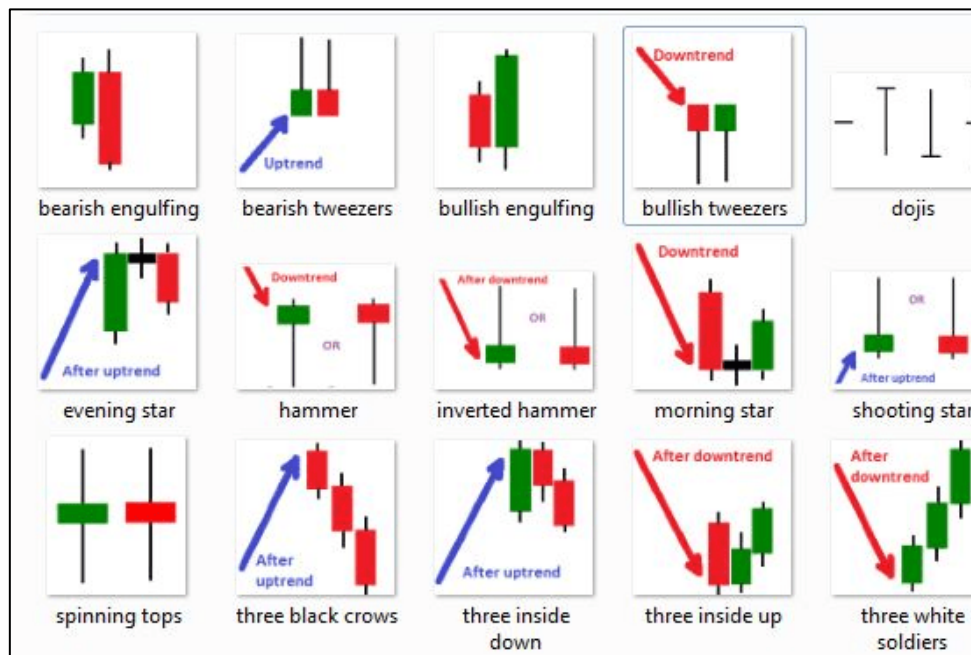 Downtrend
Uptrend
bearish engulfing
bearish tweezers
bullish engulfing
bullish tweezers
dojis
After uptrend
Downtrend
OR
After downtrend
OR
Downtrend
OR
After uptrend
evening star
hammer
inverted hammer
morning star
shooting star
After
uptrend
After uptrend
After downtrend
After
downtrend
spinning tops
three black crows
three inside
down
three inside up
three white
soldiers